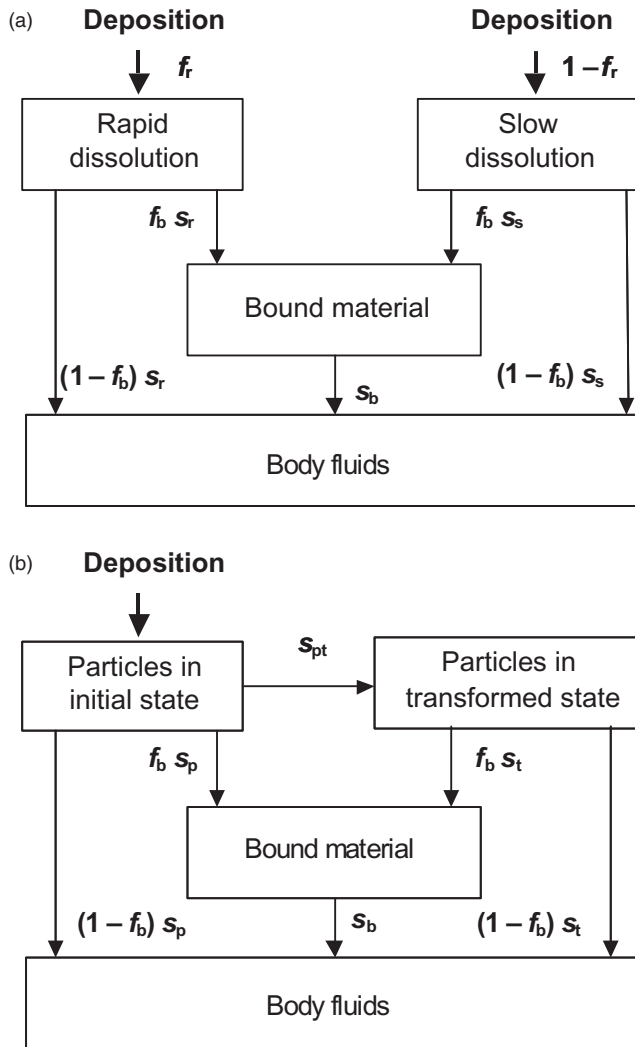 (a) Deposition Deposition
f_r 1 – f_r
Rapid Slow
dissolution dissolution
f_b s_r f_b s_s
Bound material
(1 – f_b) s_r s_b (1 – f_b) s_s
Body fluids
(b) Deposition
s_pt
Particles in Particles in
initial state transformed state
f_b s_p f_b s_t
Bound material
(1 – f_b) s_p s_b (1 – f_b) s_t
Body fluids